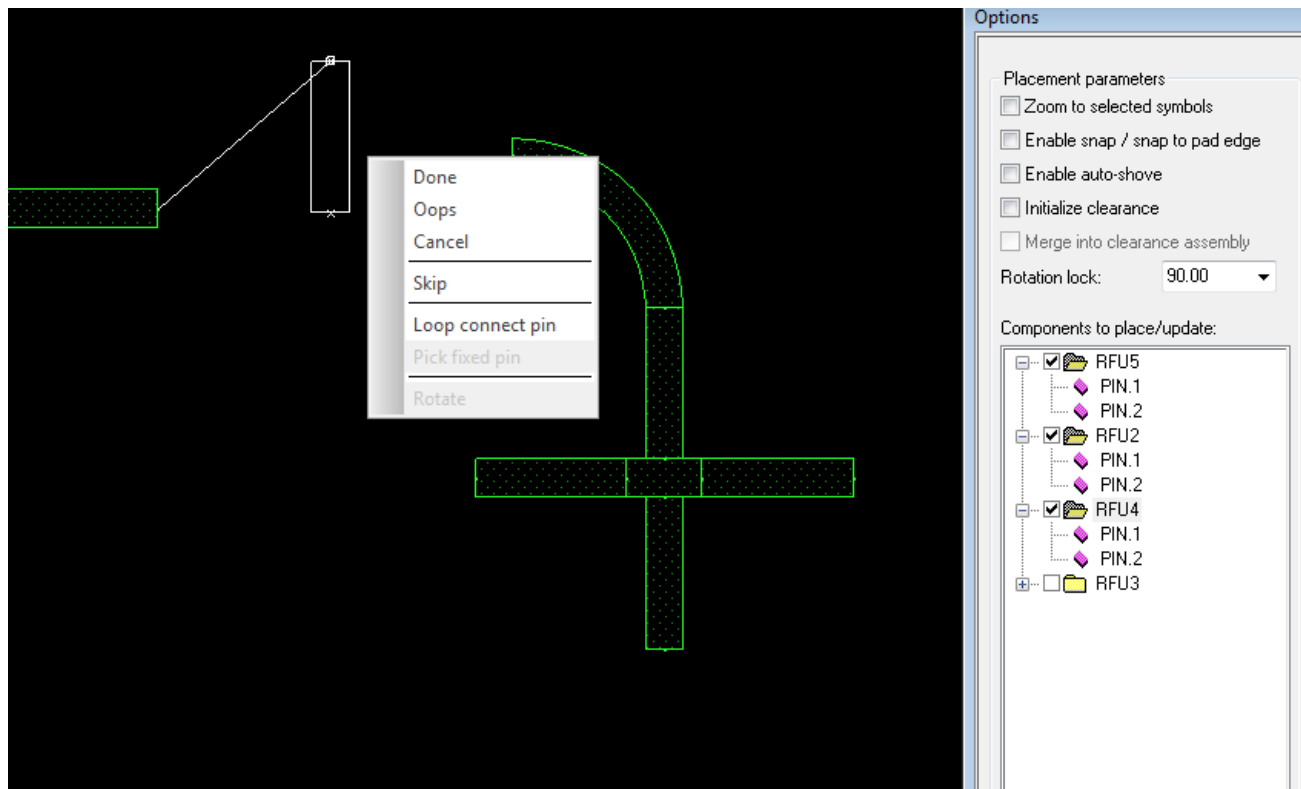 Options
Placement parameters
Zoom to selected symbols
Enable snap / snap to pad edge
Enable auto-shove
Initialize clearance
Merge into clearance assembly
Rotation lock: 90.00
Components to place/update:
RFU5
PIN.1
PIN.2
RFU2
PIN.1
PIN.2
RFU4
PIN.1
PIN.2
RFU3
Done
Oops
Cancel
Skip
Loop connect pin
Pick fixed pin
Rotate